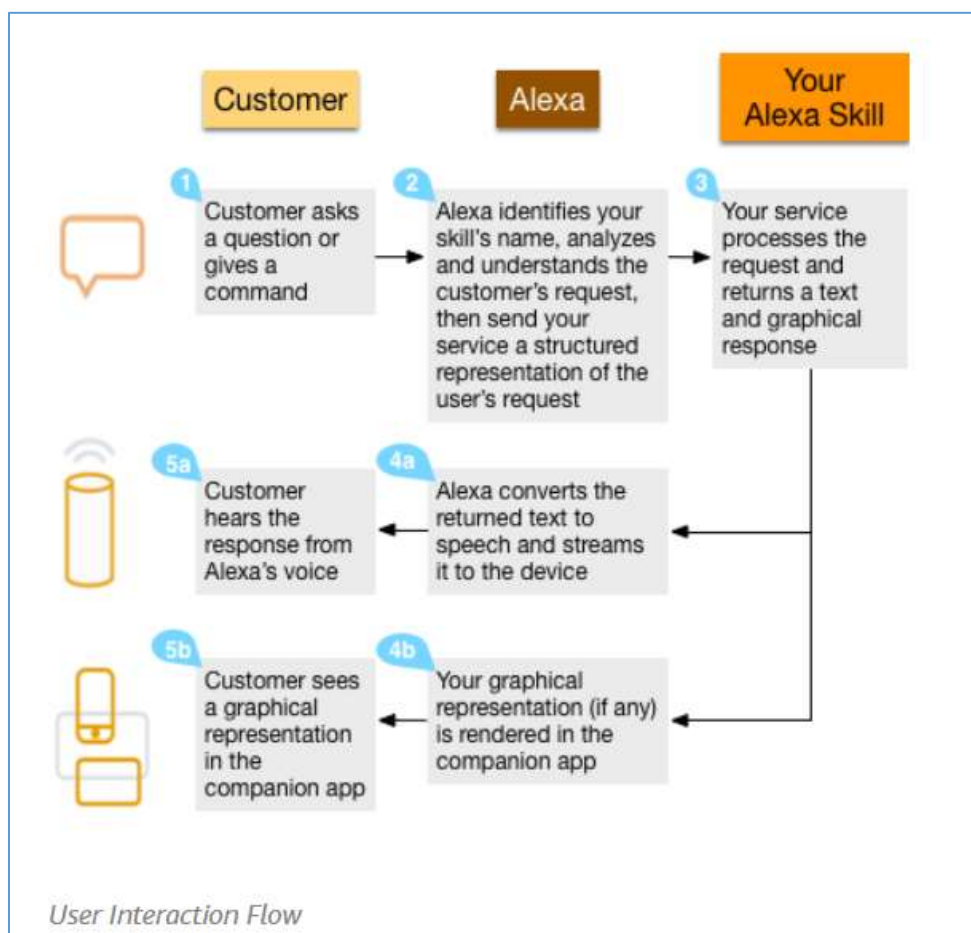 Customer
Alexa
Your
Alexa Skill
1
Customer asks
a question or
gives a
command
2
Alexa identifies your
skill's name, analyzes
and understands the
customer's request,
then send your
service a structured
representation of the
user's request
3
Your service
processes the
request and
returns a text
and graphical
response
4a
Alexa converts the
returned text to
speech and streams
it to the device
5a
Customer
hears the
response from
Alexa's voice
4b
Your graphical
representation (if any)
is rendered in the
companion app
5b
Customer sees
a graphical
representation
in the
companion app
User Interaction Flow